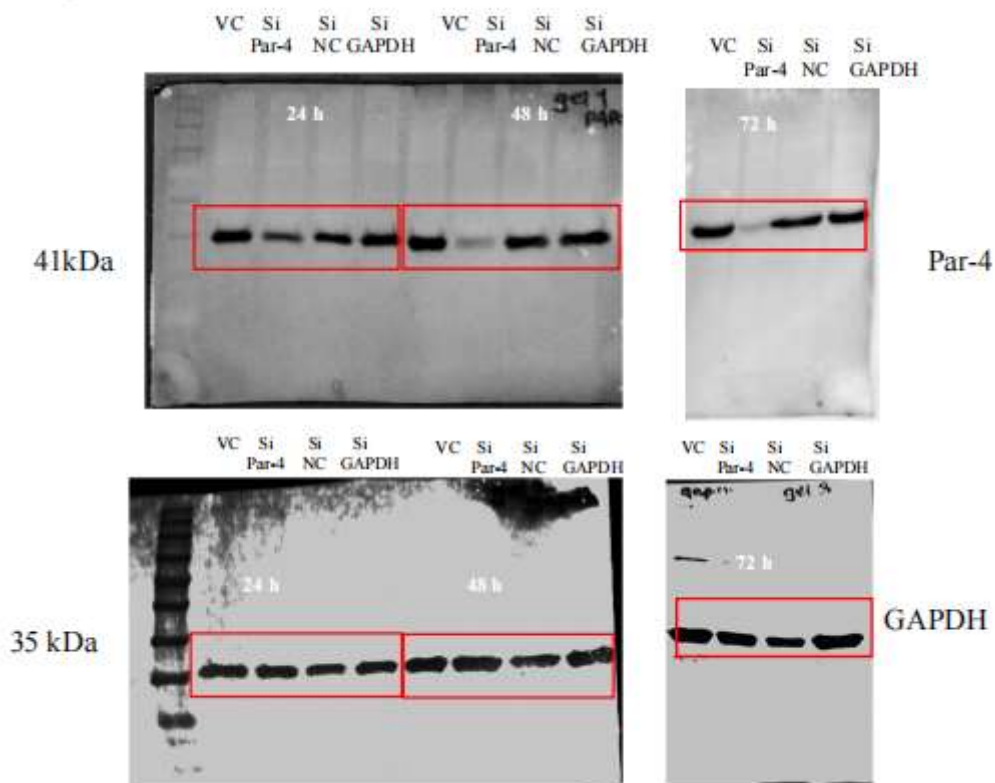 VC Si Si Si VC Si Si Si
Par-4 NC GAPDH Par-4 NC GAPDH
VC Si Si Si
Par-4 NC GAPDH
24 h 48 h
gel 1
PAR
72 h
41kDa
Par-4
VC Si Si Si VC Si Si Si
Par-4 NC GAPDH Par-4 NC GAPDH
VC Si Si Si
Par-4 NC GAPDH
24 h 48 h
72 h
35 kDa
GAPDH